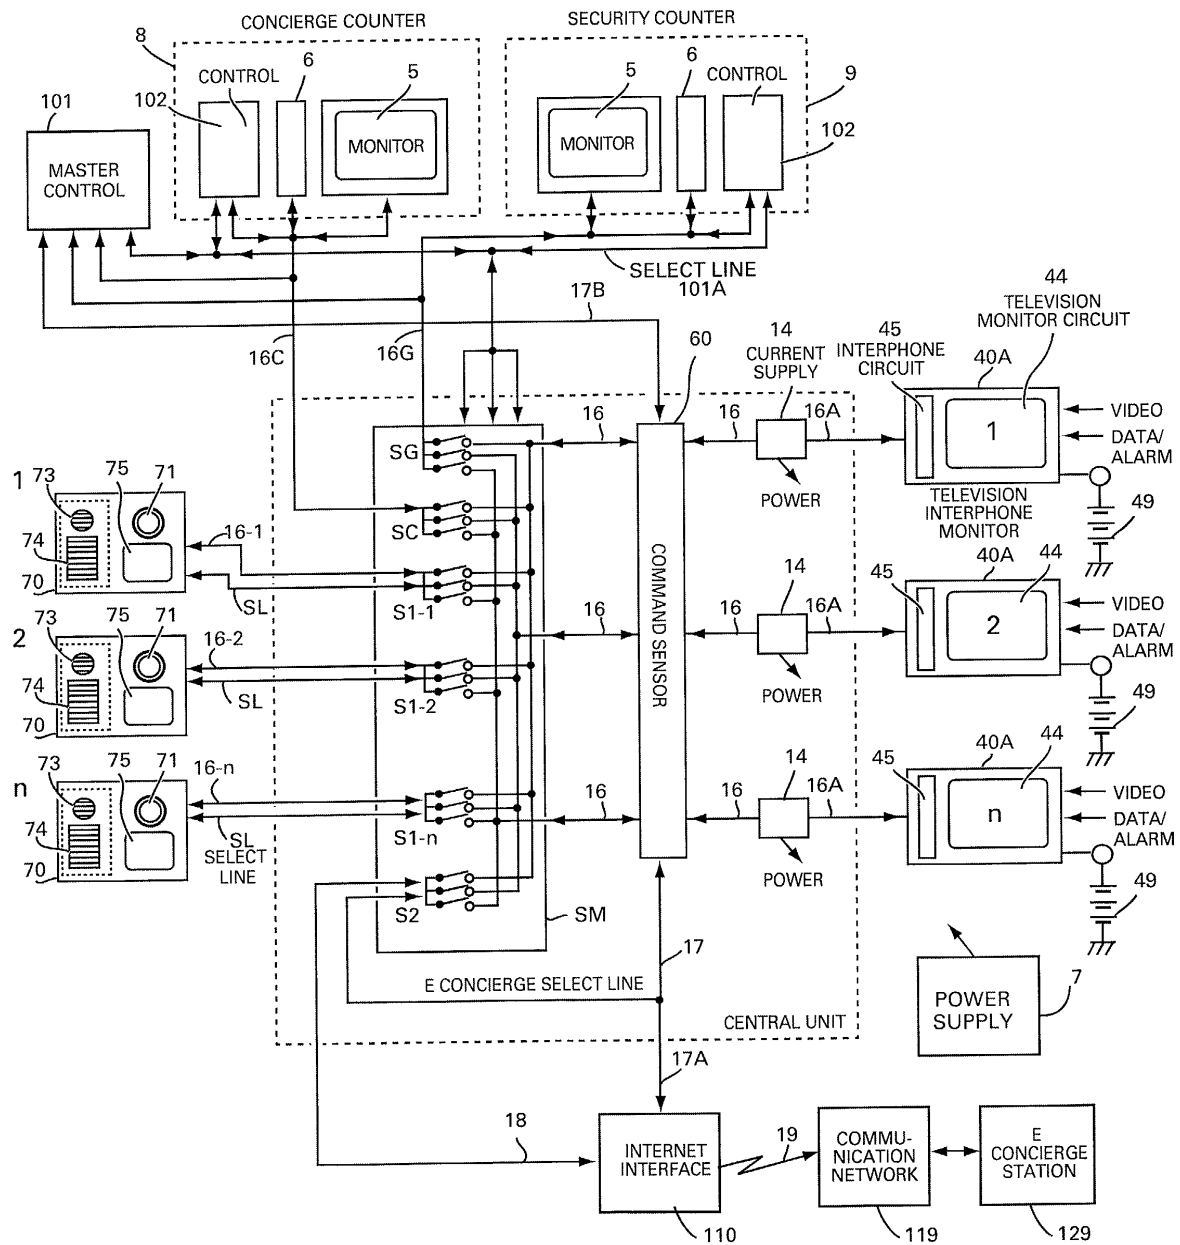 CONCIERGE COUNTER
SECURITY COUNTER
8
6
5
5
6
CONTROL
CONTROL
9
101
102
102
MASTER
CONTROL
MONITOR
MONITOR
SELECT LINE
101A
17B
16C
16G
60
14
CURRENT
SUPPLY
45
INTERPHONE
CIRCUIT
44
TELEVISION
MONITOR CIRCUIT
40A
16
16
16A
1
VIDEO
DATA/
ALARM
SG
POWER
TELEVISION
INTERPHONE
MONITOR
49
1
73
75
71
16-1
74
70
SL
SC
S1-1
COMMAND SENSOR
14
16
16
16A
45
40A
44
2
VIDEO
DATA/
ALARM
POWER
49
2
73
75
71
16-2
74
70
SL
S1-2
n
73
75
71
16-n
74
70
SL
SELECT
LINE
S1-n
16
16
14
16A
45
40A
44
n
VIDEO
DATA/
ALARM
POWER
49
S2
SM
17
E CONCIERGE SELECT LINE
CENTRAL UNIT
7
POWER
SUPPLY
17A
18
INTERNET
INTERFACE
19
COMMU-
NICATION
NETWORK
E
CONCIERGE
STATION
110
119
129